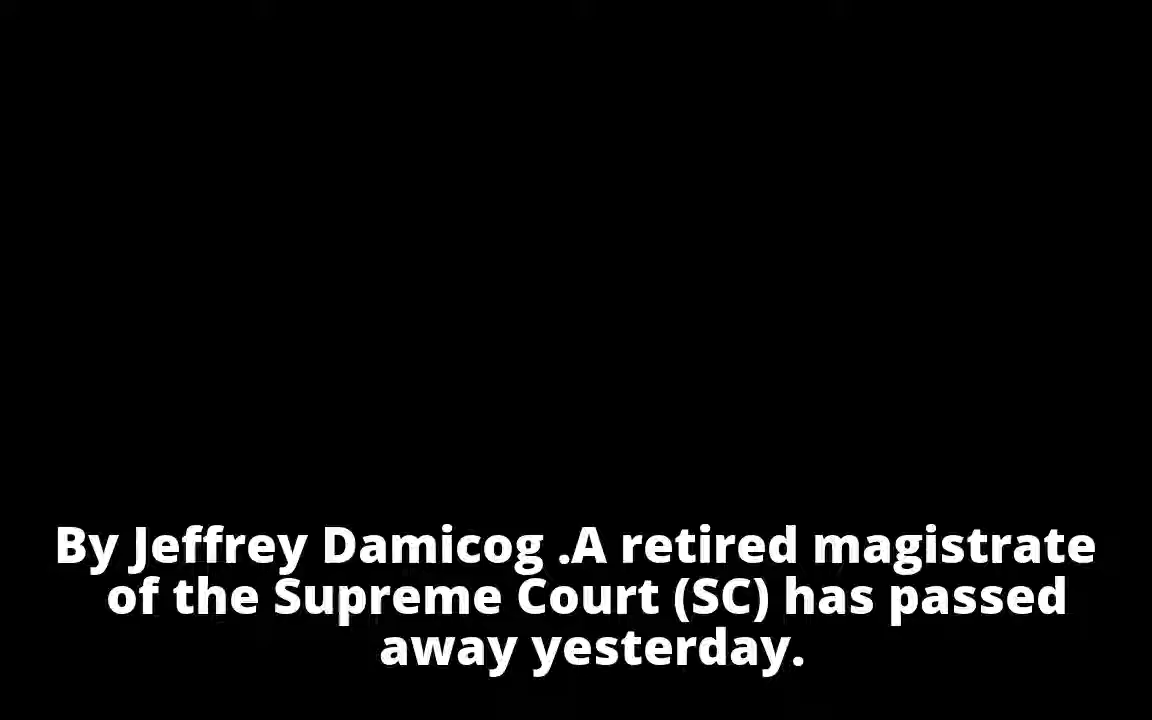 By Jeffrey Damicog .A retired magistrate
of the Supreme Court (SC) has passed
away yesterday.